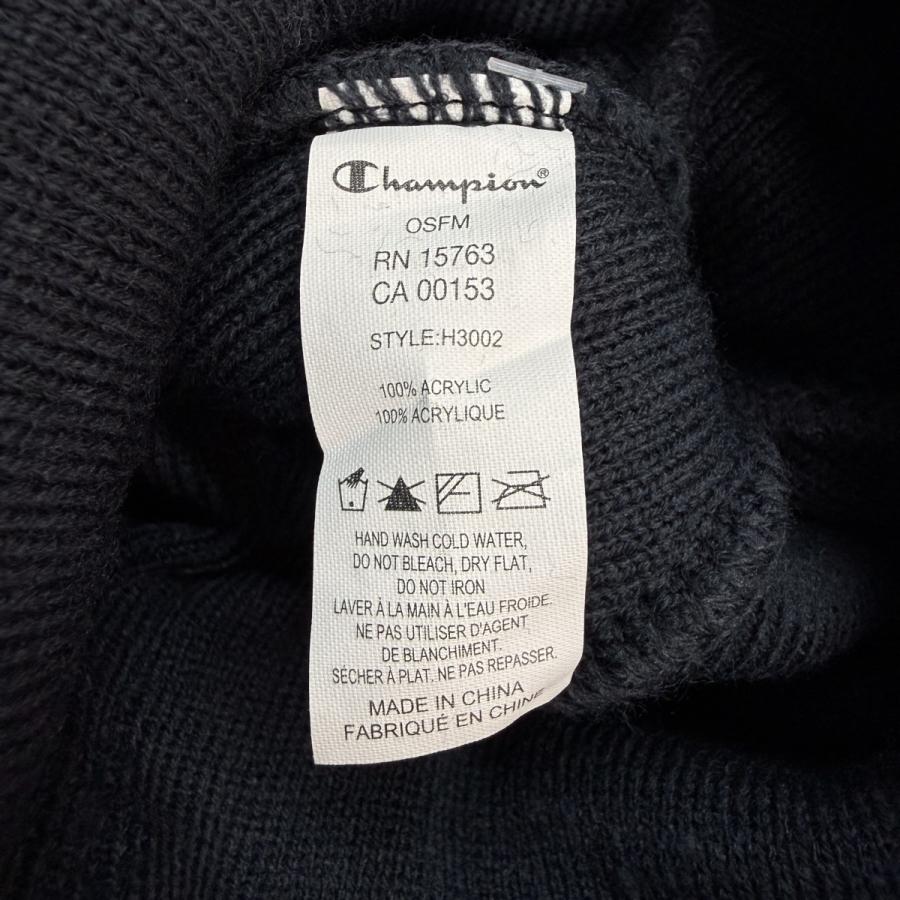 Champion®
OSFM
RN 15763
CA 00153
STYLE:H3002
100% ACRYLIC
100% ACRYLIQUE
HAND WASH COLD WATER,
DO NOT BLEACH, DRY FLAT,
DO NOT IRON
LAVER À LA MAIN À L'EAU FROIDE.
NE PAS UTILISER D'AGENT
DE BLANCHIMENT.
SÉCHER À PLAT. NE PAS REPASSER.
MADE IN CHINA
FABRIQUÉ EN CHINE